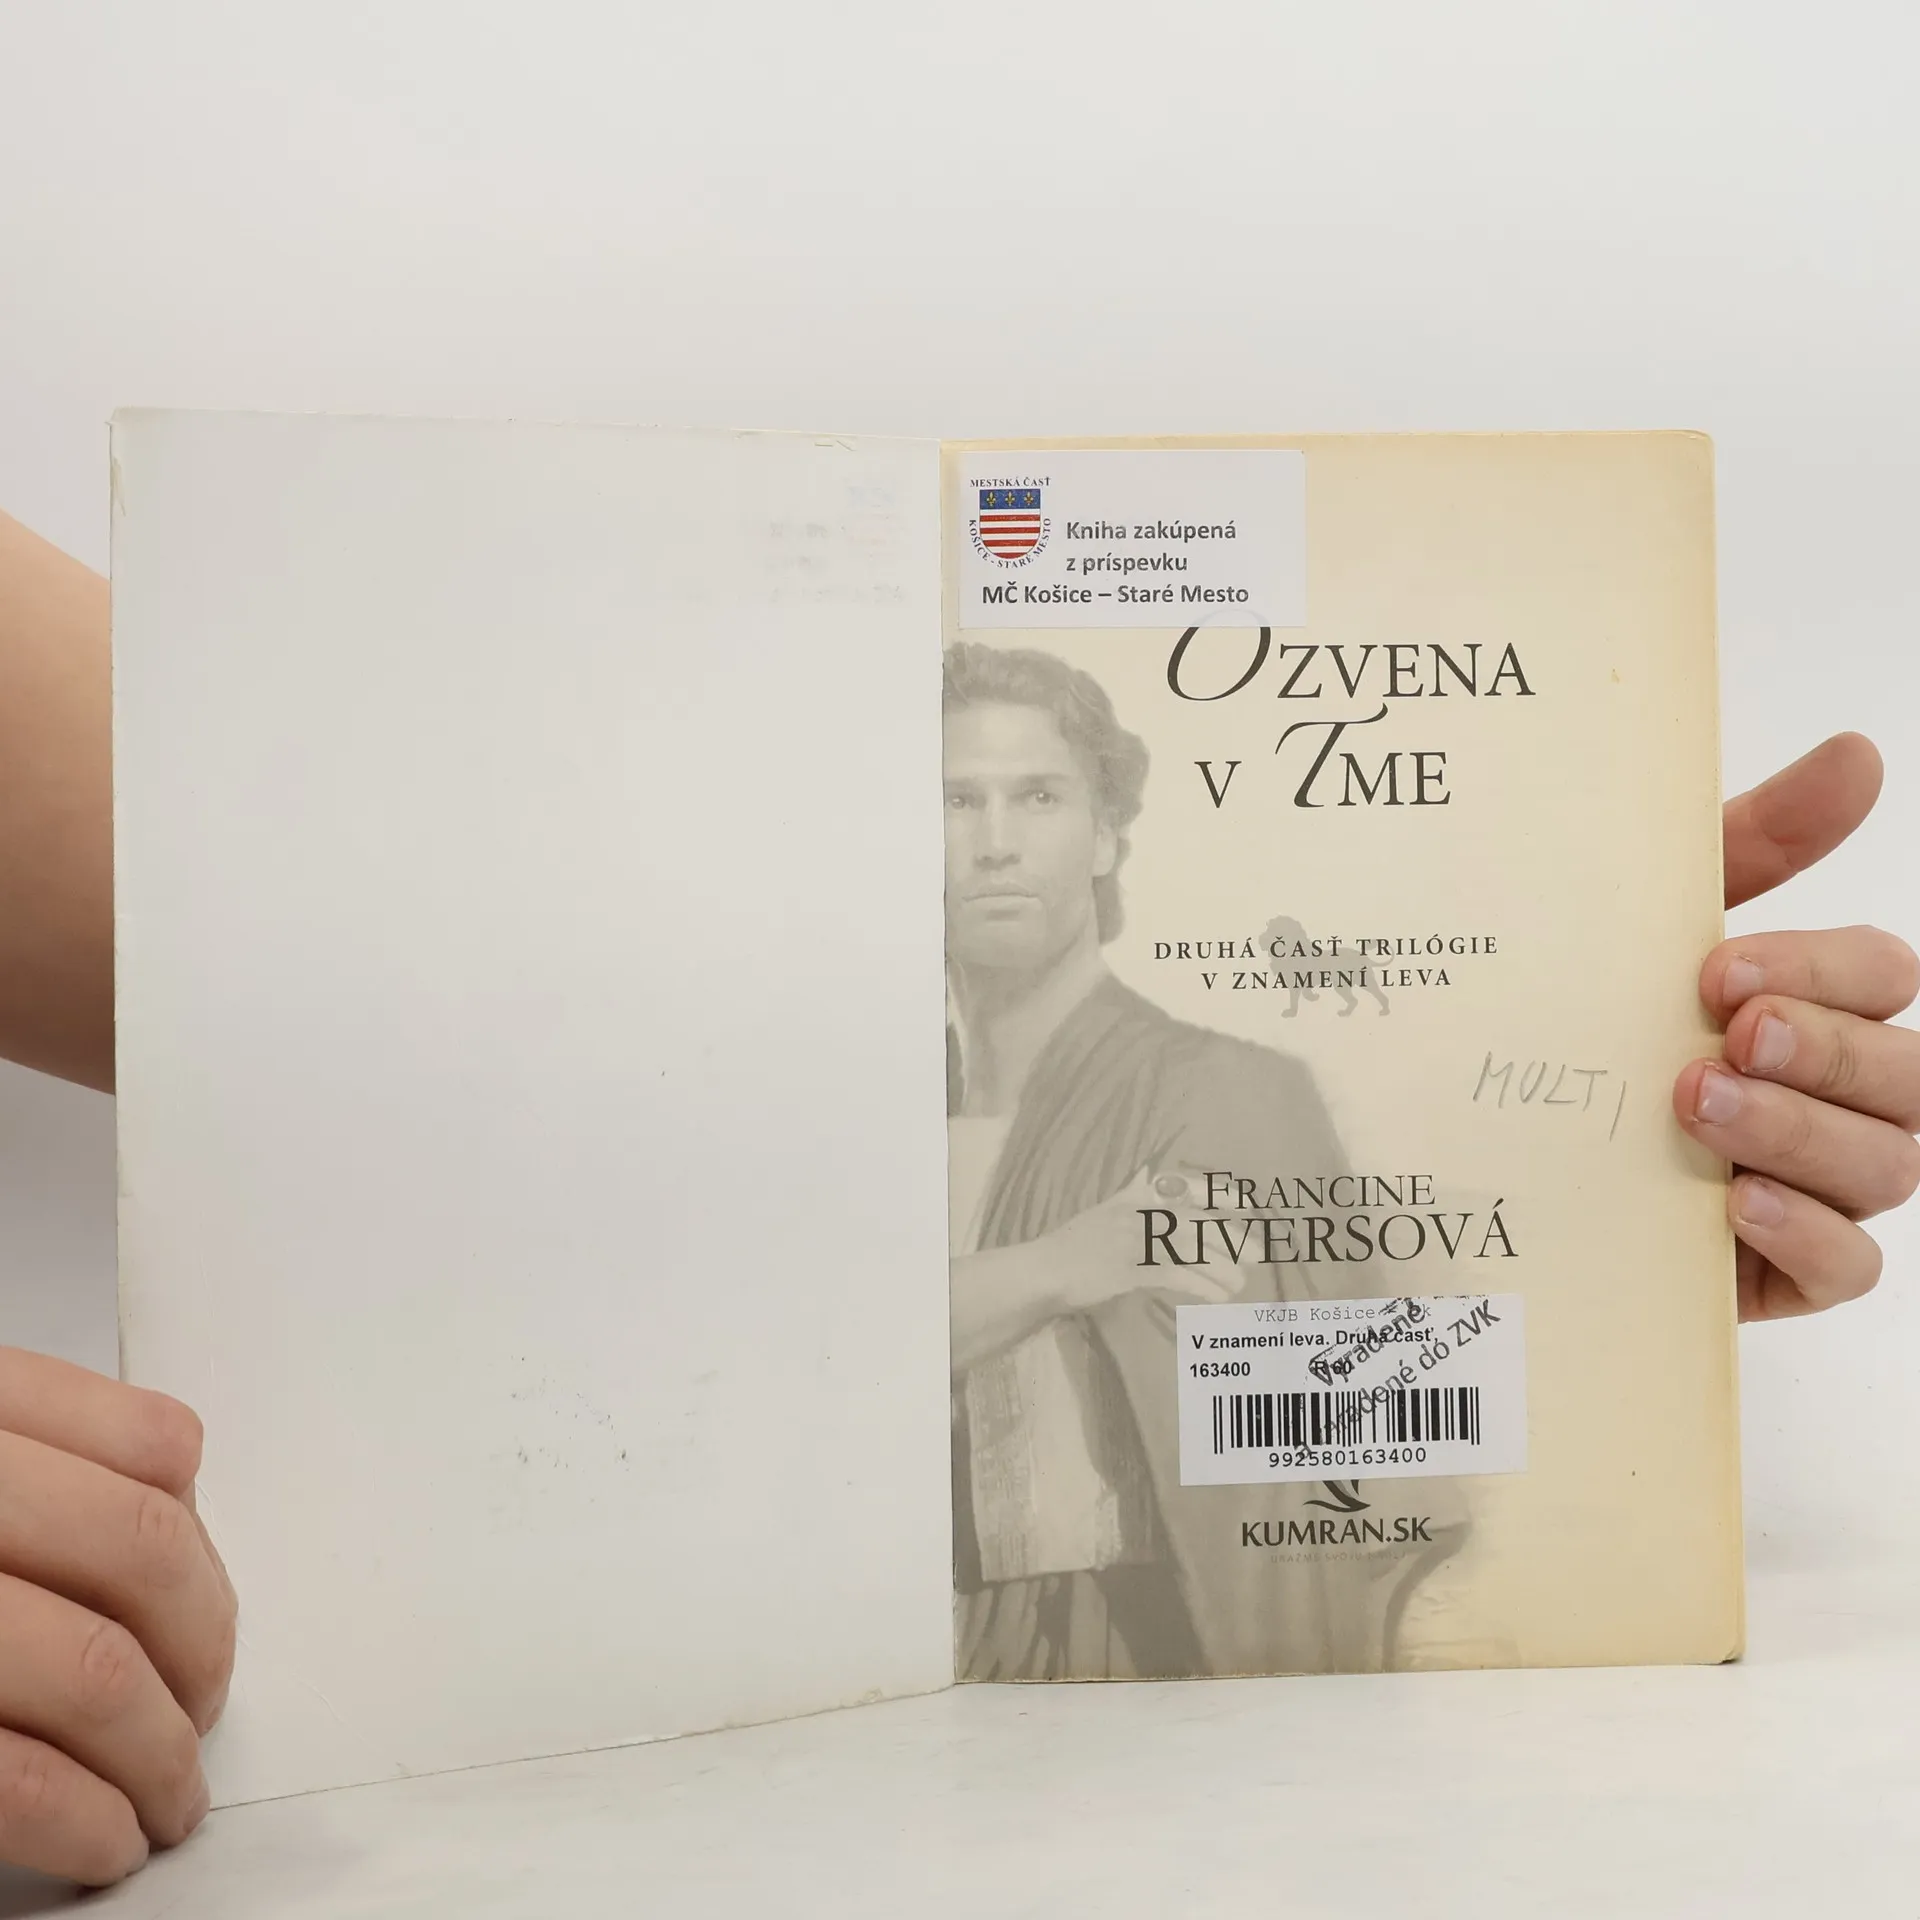 MESTSKÁ ČASŤ
KOŠICE - STARÉ MESTO
Kniha zakúpená
z príspevku
MČ Košice – Staré Mesto
OZVENA
V TME
DRUHÁ ČASŤ TRILÓGIE
V ZNAMENÍ LEVA
MULTI
FRANCINE
RIVERSOVÁ
VKJB Košice
V znamení leva. Druhá časť,
163400
Vyradené
a zaradené do ZVK
992580163400
KUMRAN.SK